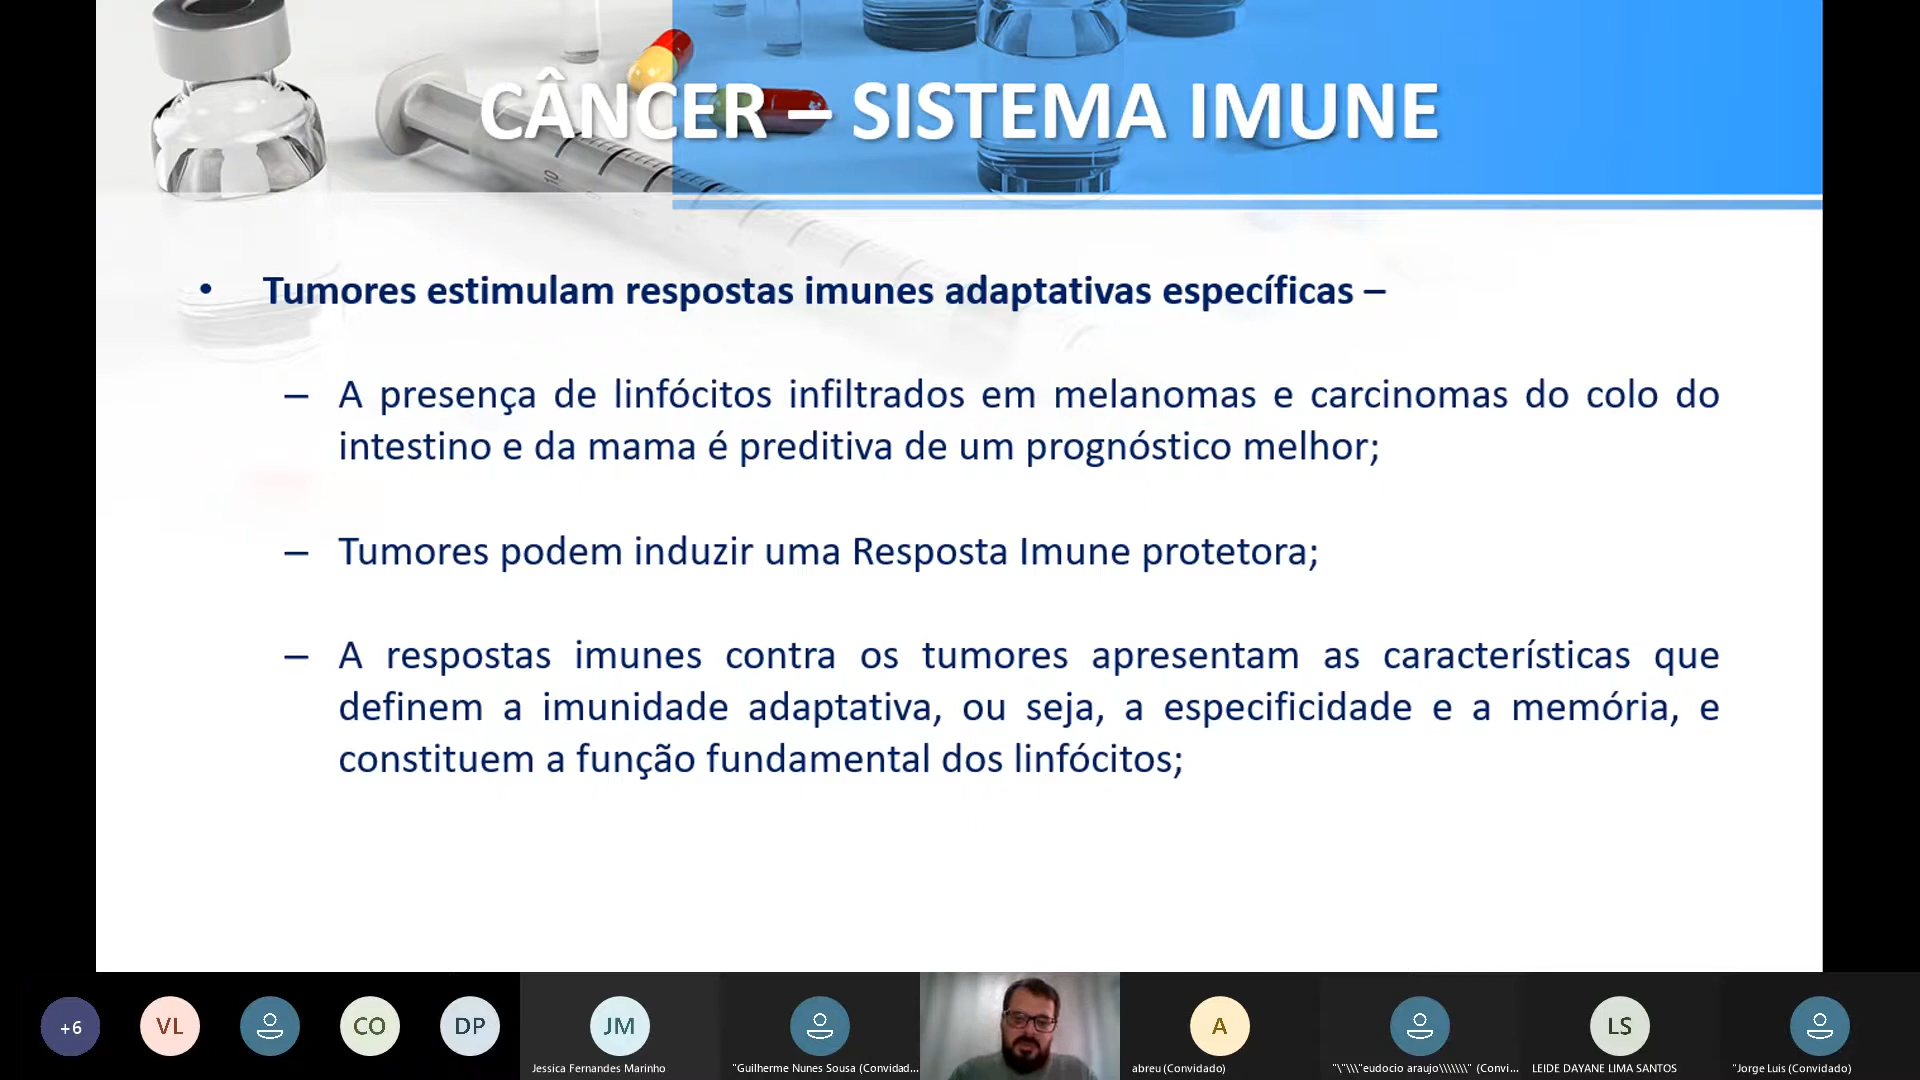 CÂNCER – SISTEMA IMUNE
• Tumores estimulam respostas imunes adaptativas específicas –
– A presença de linfócitos infiltrados em melanomas e carcinomas do colo do
intestino e da mama é preditiva de um prognóstico melhor;
– Tumores podem induzir uma Resposta Imune protetora;
– A respostas imunes contra os tumores apresentam as características que
definem a imunidade adaptativa, ou seja, a especificidade e a memória, e
constituem a função fundamental dos linfócitos;
10
+6 VL CO DP JM A LS
Jessica Fernandes Marinho "Guilherme Nunes Sousa (Convidad... abreu (Convidado) "\"\\\"eudocio araujo\\\\\\\" (Convi... LEIDE DAYANE LIMA SANTOS "Jorge Luis (Convidado)